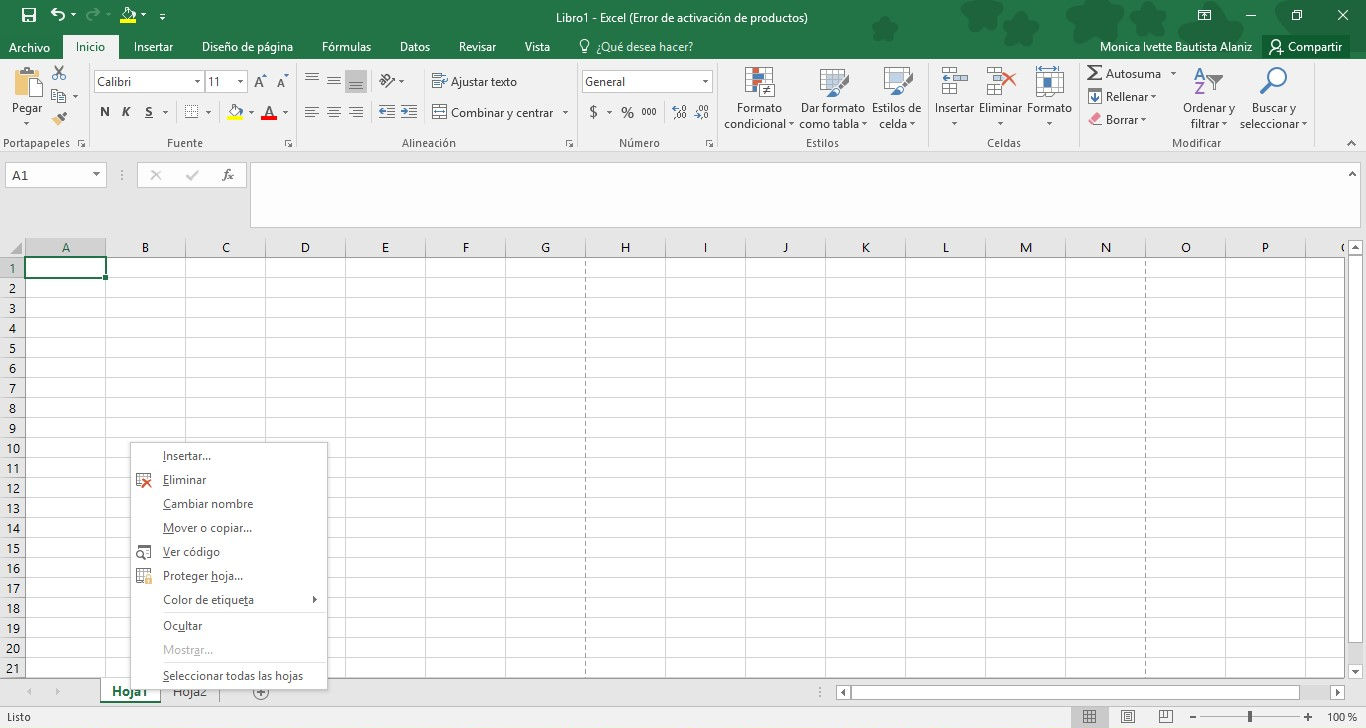 Libro1 - Excel (Error de activación de productos)
Archivo Inicio Insertar Diseño de página Fórmulas Datos Revisar Vista ¿Qué desea hacer? Monica Ivette Bautista Alaniz Compartir
Pegar
Calibri 11
N K S
Ajustar texto
Combinar y centrar
General
$ % 000
Formato condicional
Dar formato como tabla
Estilos de celda
Insertar Eliminar Formato
Autosuma
Rellenar
Borrar
Ordenar y filtrar
Buscar y seleccionar
Portapapeles Fuente Alineación Número Estilos Celdas Modificar
A1 fx
A B C D E F G H I J K L M N O P
1
2
3
4
5
6
7
8
9
10
11
12
13
14
15
16
17
18
19
20
21
Insertar...
Eliminar
Cambiar nombre
Mover o copiar...
Ver código
Proteger hoja...
Color de etiqueta
Ocultar
Mostrar...
Seleccionar todas las hojas
Hoja1 Hoja2
Listo 100 %